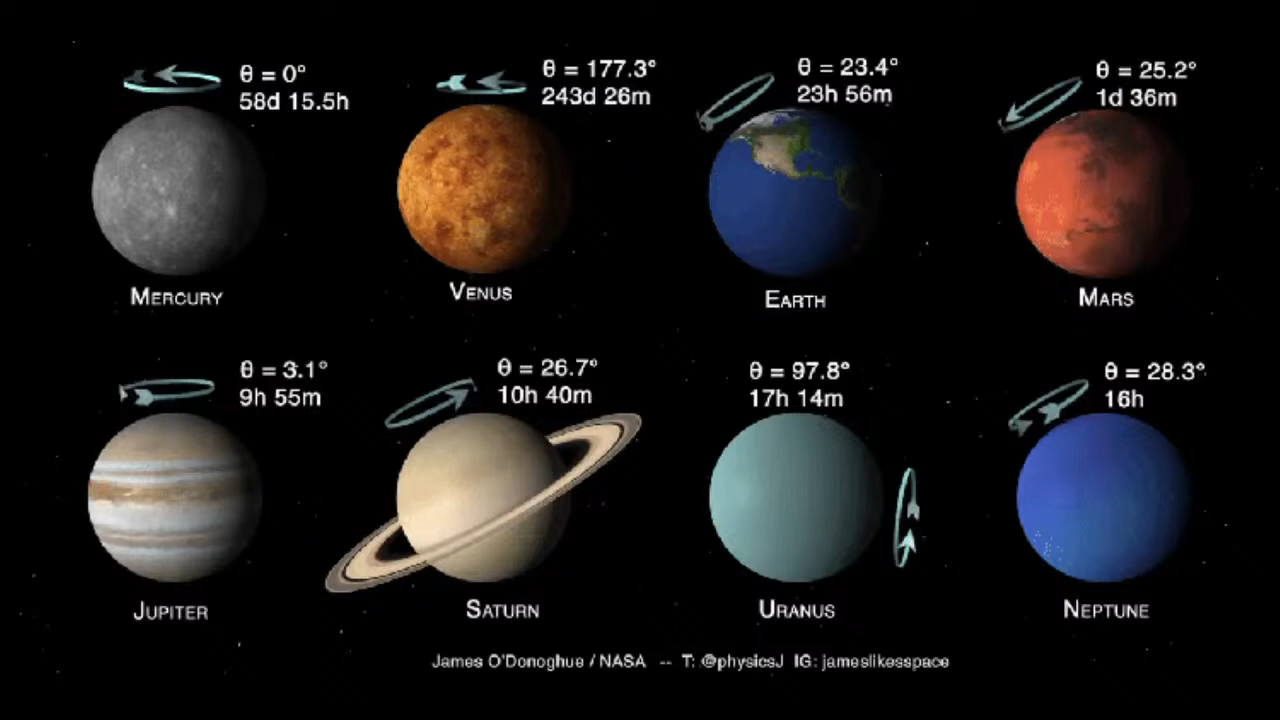 θ = 0°
58d 15.5h
θ = 177.3°
243d 26m
θ = 23.4°
23h 56m
θ = 25.2°
1d 36m
MERCURY
VENUS
EARTH
MARS
θ = 3.1°
9h 55m
θ = 26.7°
10h 40m
θ = 97.8°
17h 14m
θ = 28.3°
16h
JUPITER
SATURN
URANUS
NEPTUNE
James O'Donoghue / NASA -- T: @physicsJ IG: jameslikesspace